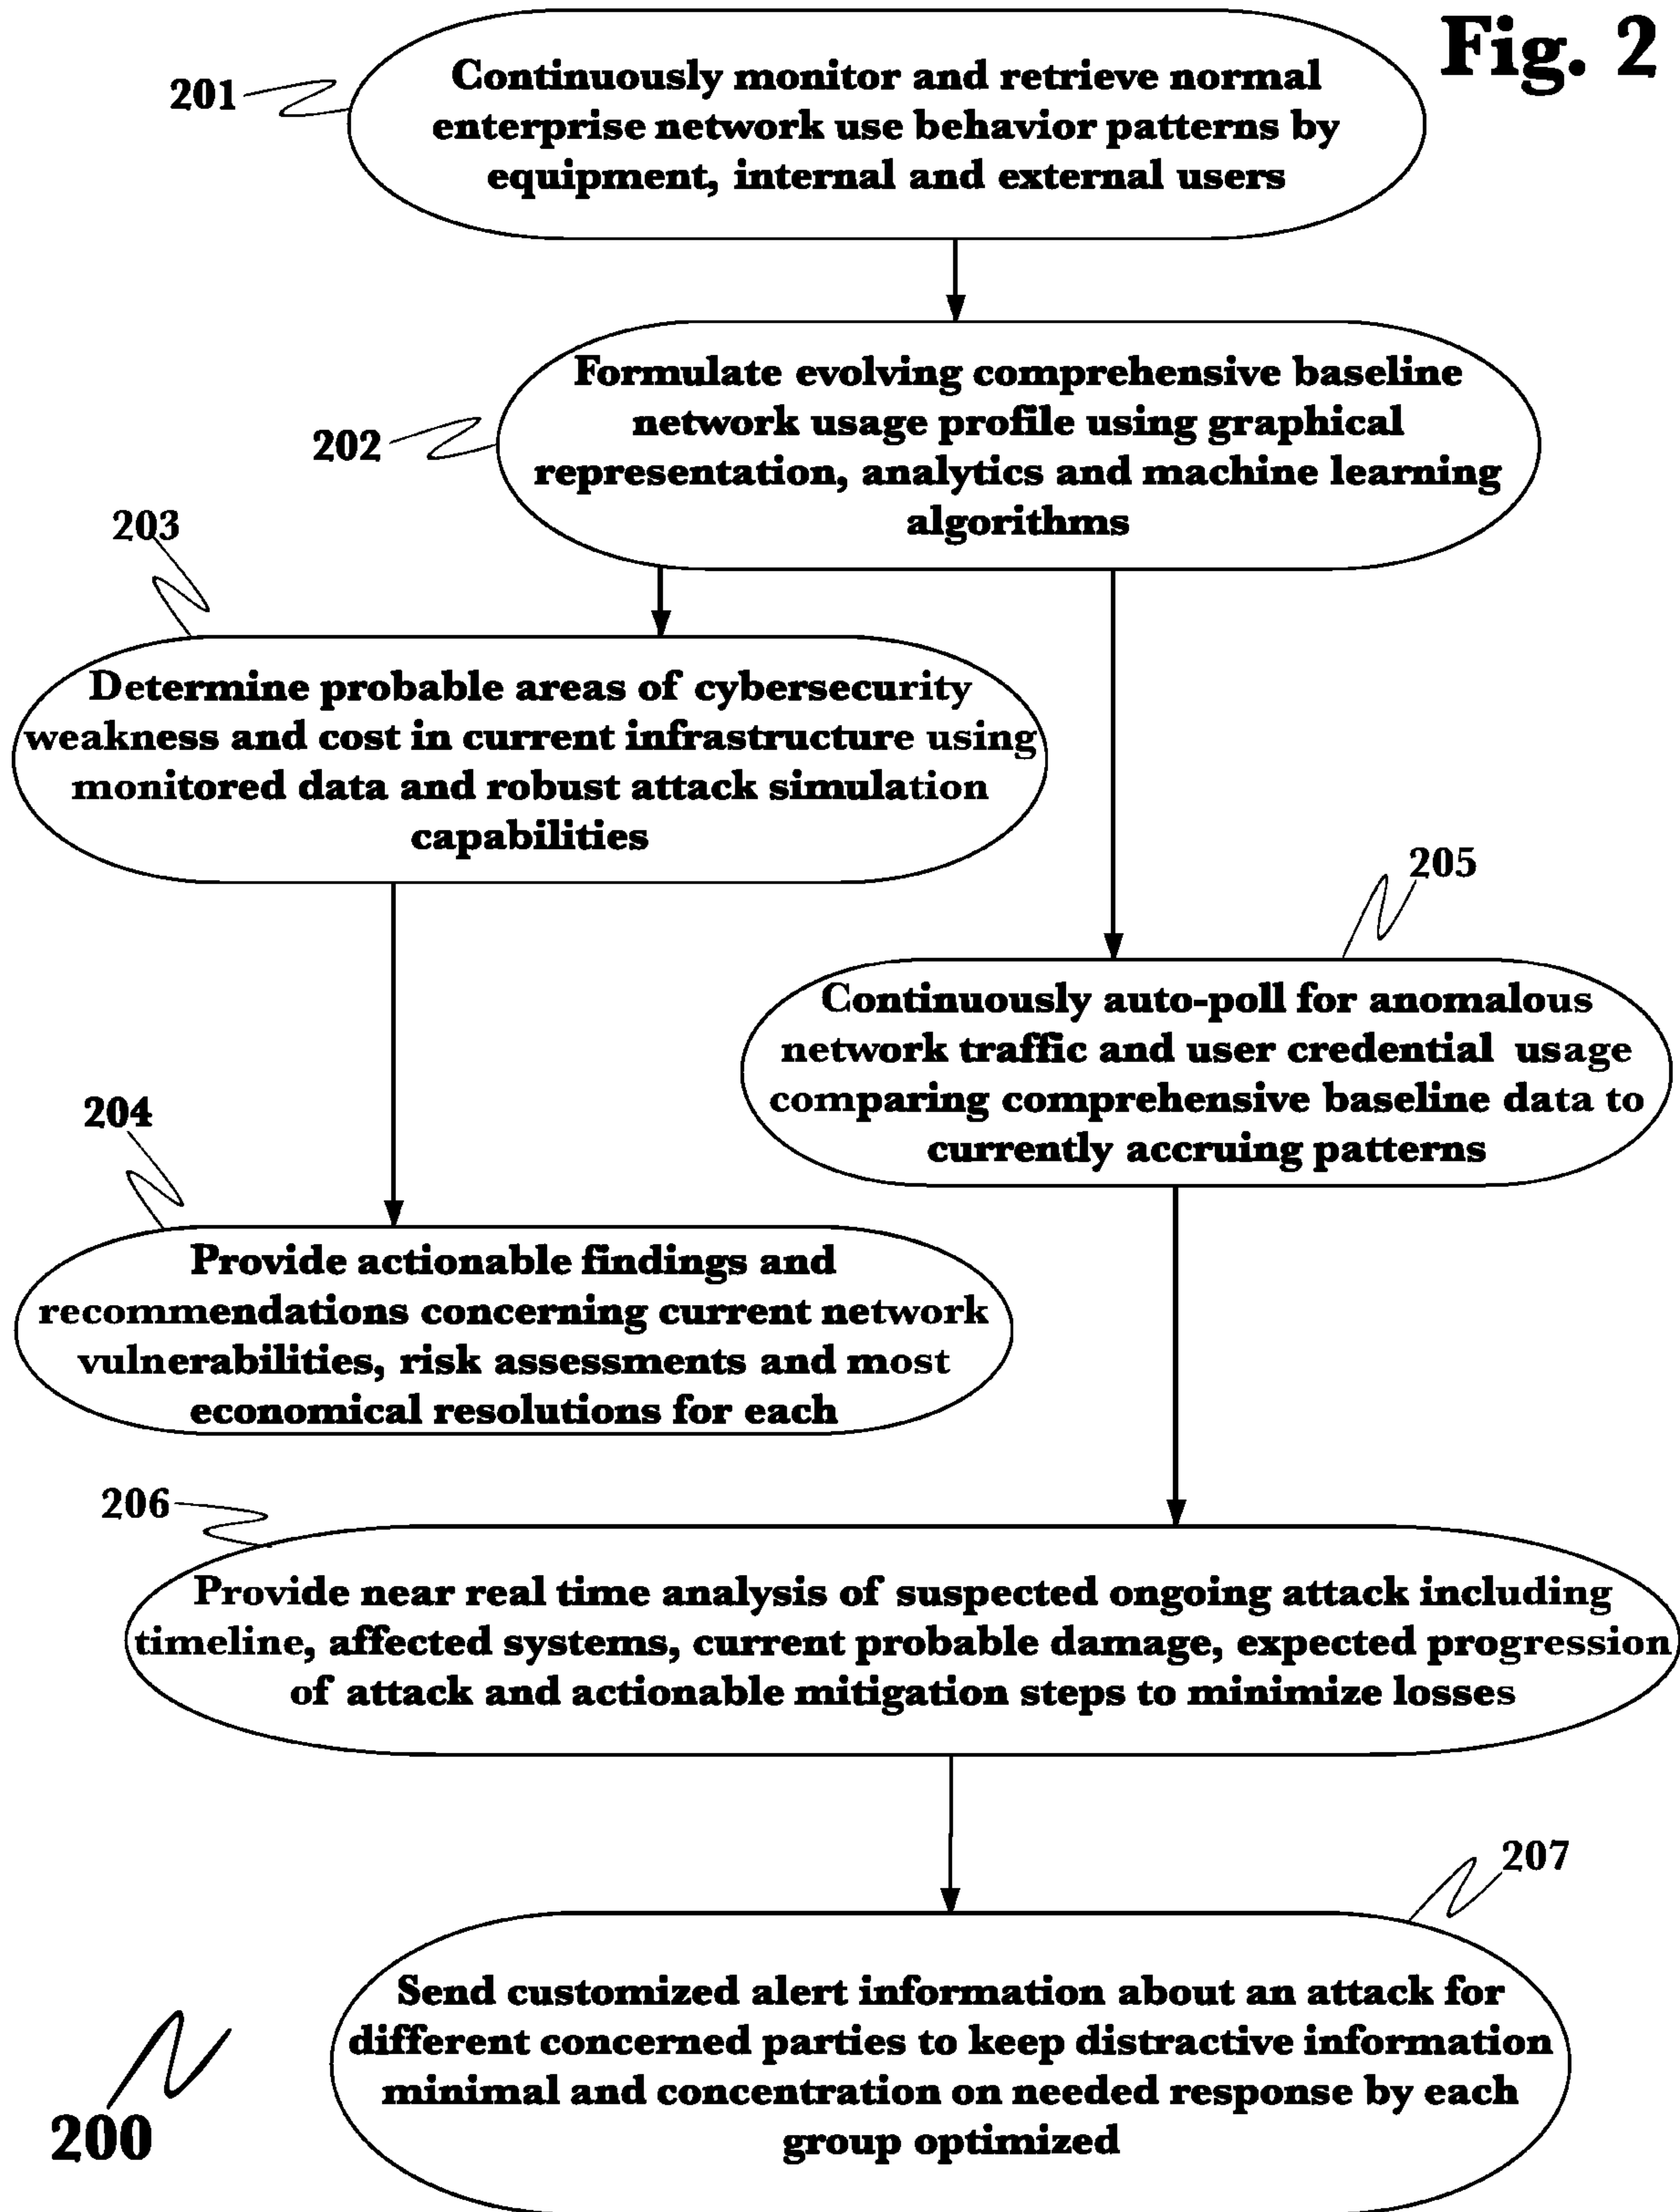 Fig. 2
201
Continuously monitor and retrieve normal
enterprise network use behavior patterns by
equipment, internal and external users
202
Formulate evolving comprehensive baseline
network usage profile using graphical
representation, analytics and machine learning
algorithms
203
Determine probable areas of cybersecurity
weakness and cost in current infrastructure using
monitored data and robust attack simulation
capabilities
204
Provide actionable findings and
recommendations concerning current network
vulnerabilities, risk assessments and most
economical resolutions for each
205
Continuously auto-poll for anomalous
network traffic and user credential usage
comparing comprehensive baseline data to
currently accruing patterns
206
Provide near real time analysis of suspected ongoing attack including
timeline, affected systems, current probable damage, expected progression
of attack and actionable mitigation steps to minimize losses
207
Send customized alert information about an attack for
different concerned parties to keep distractive information
minimal and concentration on needed response by each
group optimized
200